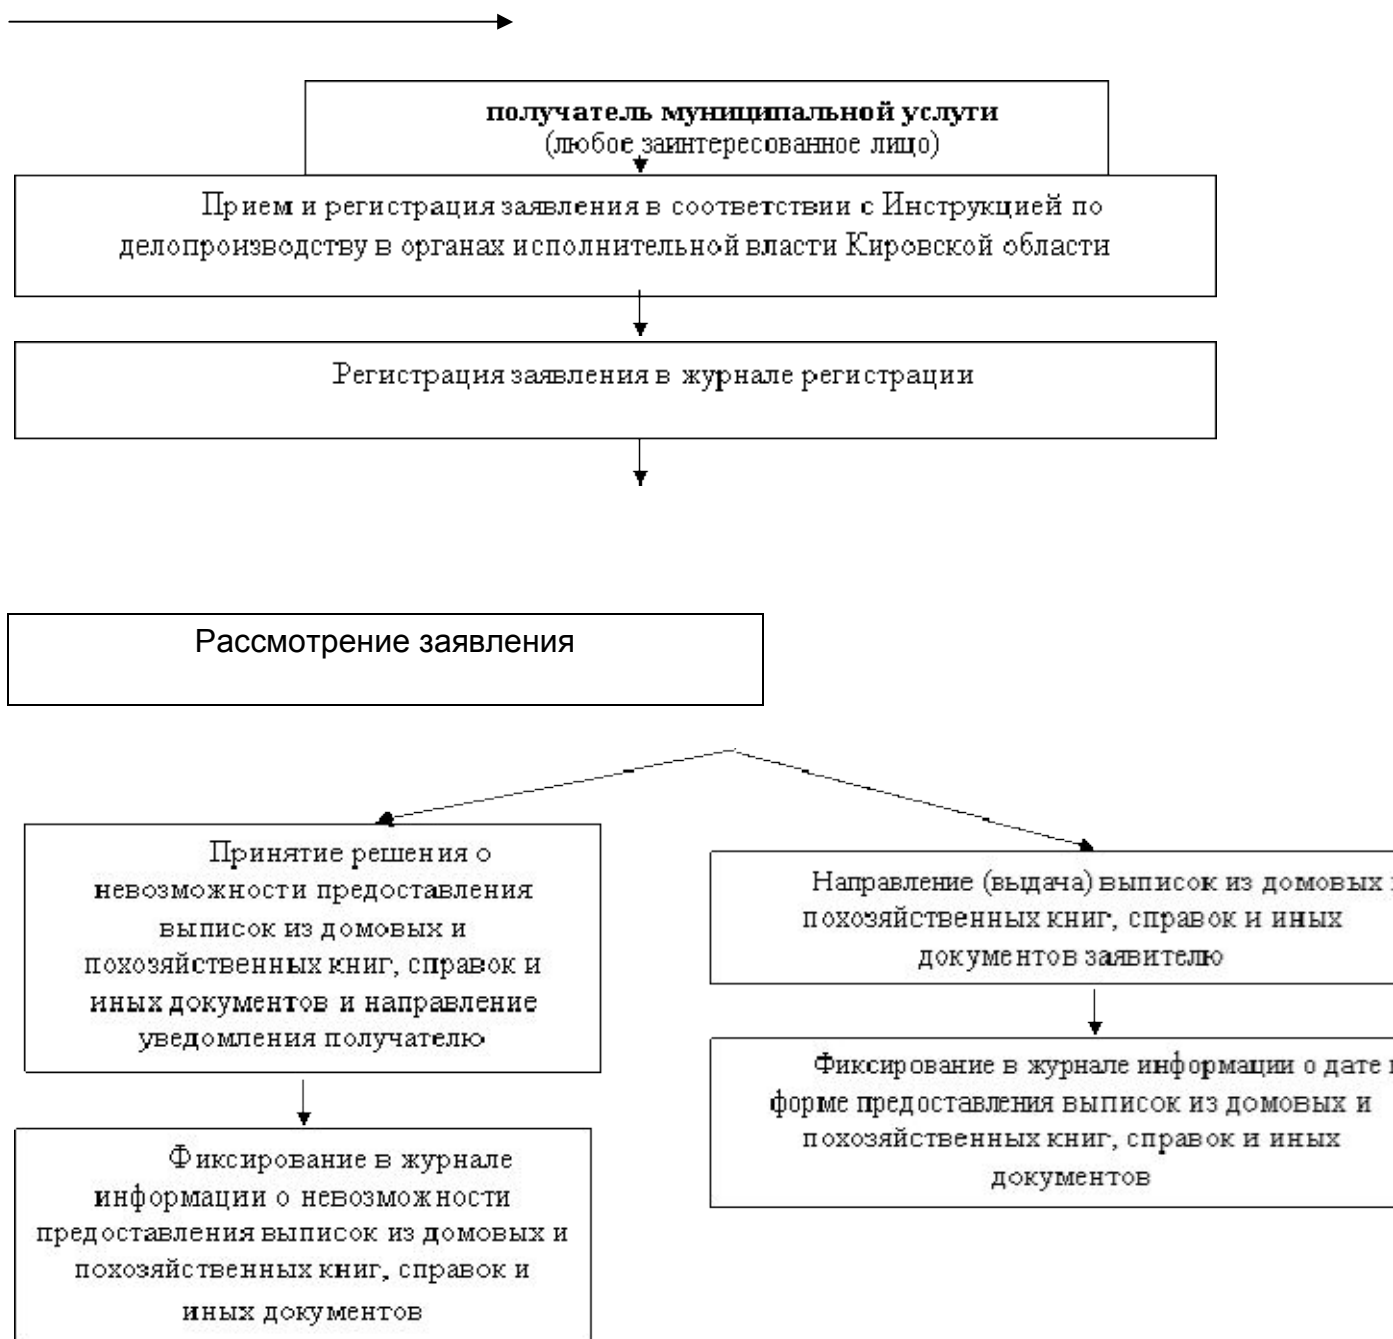 получатель муниципальной услуги
(любое заинтересованное лицо)
Прием и регистрация заявления в соответствии с Инструкцией по
делопроизводству в органах исполнительной власти Кировской области
Регистрация заявления в журнале регистрации
Рассмотрение заявления
Принятие решения о
невозможности предоставления
выписок из домовых и
похозяйственных книг, справок и
иных документов и направление
уведомления получателю
Фиксирование в журнале
информации о невозможности
предоставления выписок из домовых и
похозяйственных книг, справок и
иных документов
Направление (выдача) выписок из домовых
похозяйственных книг, справок и иных
документов заявителю
Фиксирование в журнале информации о дате
форме предоставления выписок из домовых и
похозяйственных книг, справок и иных
документов